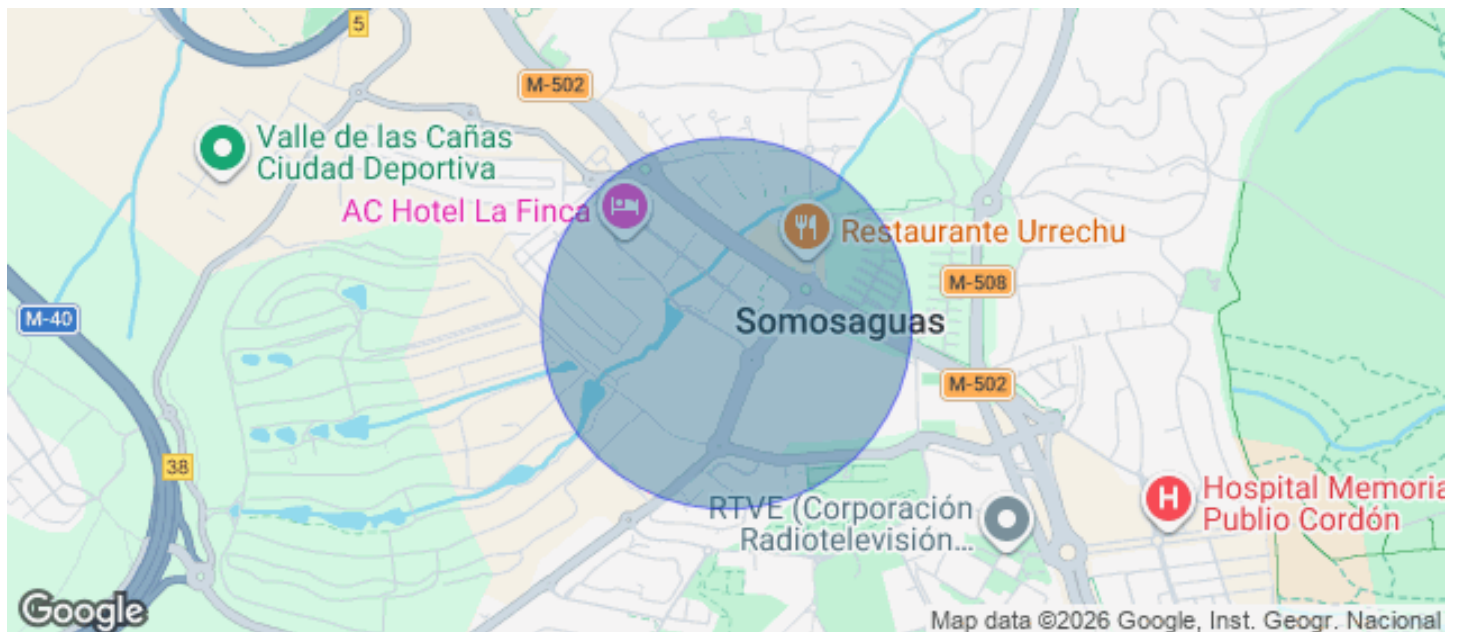 5
M-502
Valle de las Cañas
Ciudad Deportiva
AC Hotel La Finca
Restaurante Urrechu
M-508
M-40
Somosaguas
M-502
38
RTVE (Corporación
Radiotelevisión...
H
Hospital Memoria
Publio Cordón
Google
Map data ©2026 Google, Inst. Geogr. Nacional